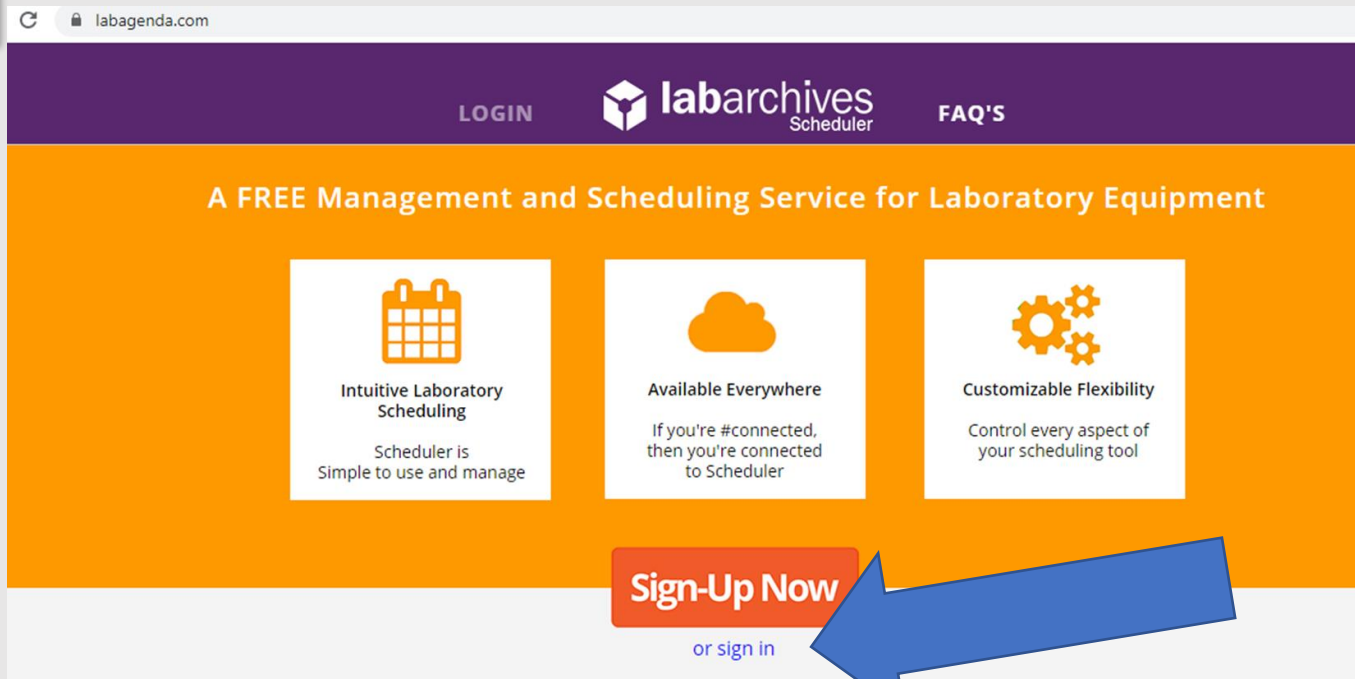 labagenda.com
LOGIN
labarchives
Scheduler
FAQ'S
A FREE Management and Scheduling Service for Laboratory Equipment
Intuitive Laboratory
Scheduling
Scheduler is
Simple to use and manage
Available Everywhere
If you're #connected,
then you're connected
to Scheduler
Customizable Flexibility
Control every aspect of
your scheduling tool
Sign-Up Now
or sign in